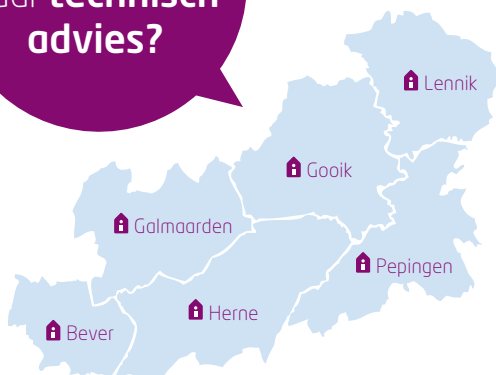 technisch
advies?
Lennik
Gooik
Galmaarden
Pepingen
Herne
Bever